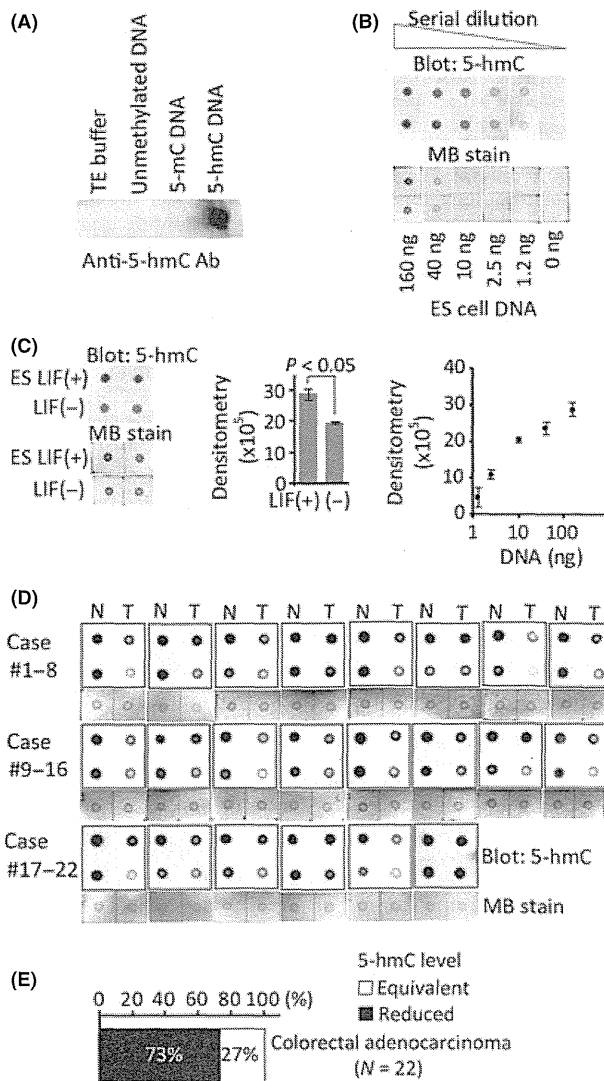 (A)
TE buffer
Unmethylated DNA
5-mC DNA
5-hmC DNA
Anti-5-hmC Ab
(B)
Serial dilution
Blot: 5-hmC
MB stain
160 ng
40 ng
10 ng
2.5 ng
1.2 ng
0 ng
ES cell DNA
(C)
Blot: 5-hmC
ES LIF(+)
LIF(−)
MB stain
ES LIF(+)
LIF(−)
P < 0.05
Densitometry
(×10⁵)
30
20
10
0
LIF(+) (−)
Densitometry
(×10⁵)
40
30
20
10
0
1 10 100
DNA (ng)
(D)
N T N T N T N T N T N T N T N T
Case
#1–8
Case
#9–16
Case
#17–22
Blot: 5-hmC
MB stain
(E)
5-hmC level
Equivalent
Reduced
0 20 40 60 80 100 (%)
73% 27%
Colorectal adenocarcinoma
(N = 22)